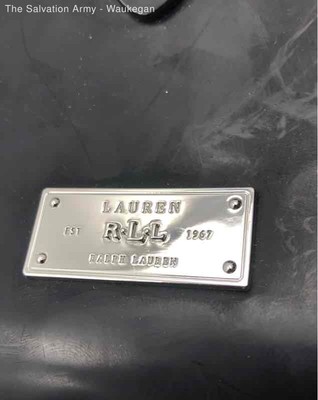 The Salvation Army - Waukegan
LAUREN
EST R·L·L 1967
RALPH LAUREN